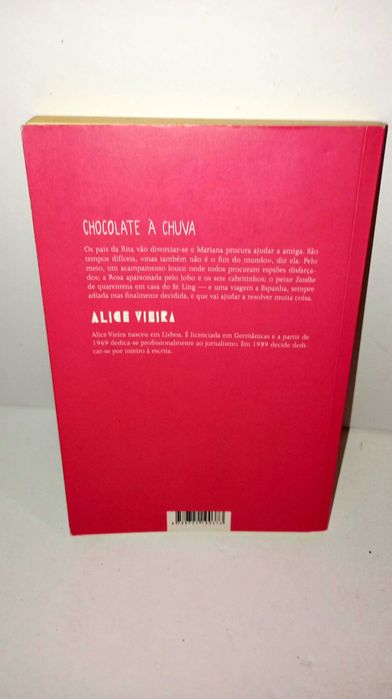 CHOCOLATE À CHUVA
Os pais da Rita vão divorciar-se e Mariana procura ajudar a amiga. São
tempos difíceis, «mas também não é o fim do mundo», diz ela. Pelo
meio, um acampamento louco onde todos procuram espiões disfarça-
dos; a Rosa apaixonada pelo lobo e os sete cabritinhos; o peixe Zarolho
de quarentena em casa do Sr. Ling — e uma viagem a Espanha, sempre
adiada mas finalmente decidida, e que vai ajudar a resolver muita coisa.
ALICE VIEIRA
Alice Vieira nasceu em Lisboa. É licenciada em Germânicas e a partir de
1969 dedica-se profissionalmente ao jornalismo. Em 1989 decide dedi-
car-se por inteiro à escrita.